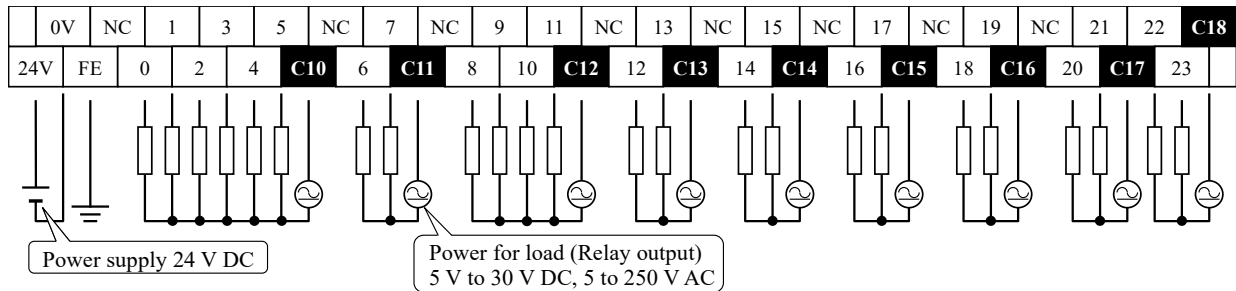 0V NC 1 3 5 NC 7 NC 9 11 NC 13 NC 15 NC 17 NC 19 NC 21 22 C18
24V FE 0 2 4 C10 6 C11 8 10 C12 12 C13 14 C14 16 C15 18 C16 20 C17 23
Power supply 24 V DC
Power for load (Relay output)
5 V to 30 V DC, 5 to 250 V AC